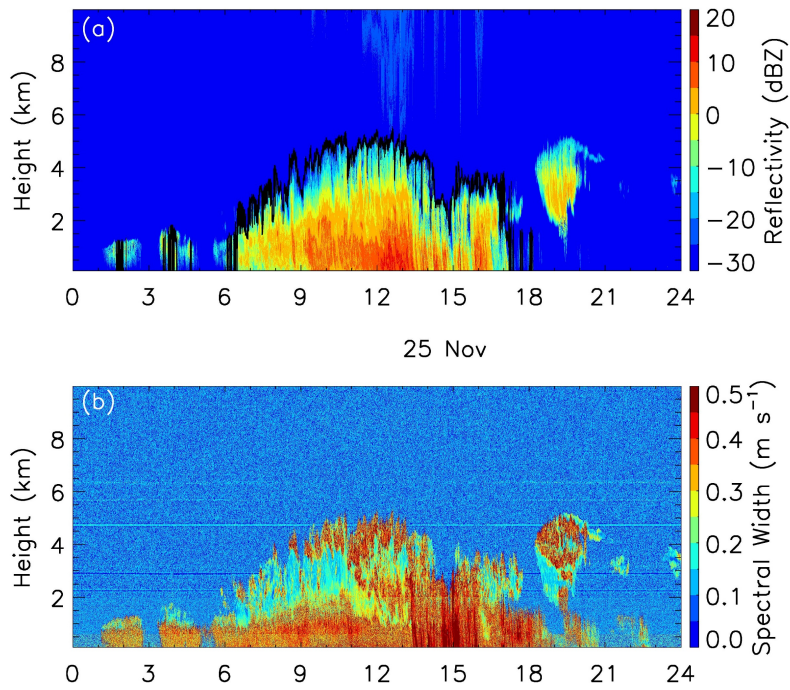 (a)
Height (km)
8
6
4
2
0 3 6 9 12 15 18 21 24
20
10
0
−10
−20
−30
Reflectivity (dBZ)
25 Nov
(b)
Height (km)
8
6
4
2
0 3 6 9 12 15 18 21 24
0.5
0.4
0.3
0.2
0.1
0.0
Spectral Width (m s⁻¹)